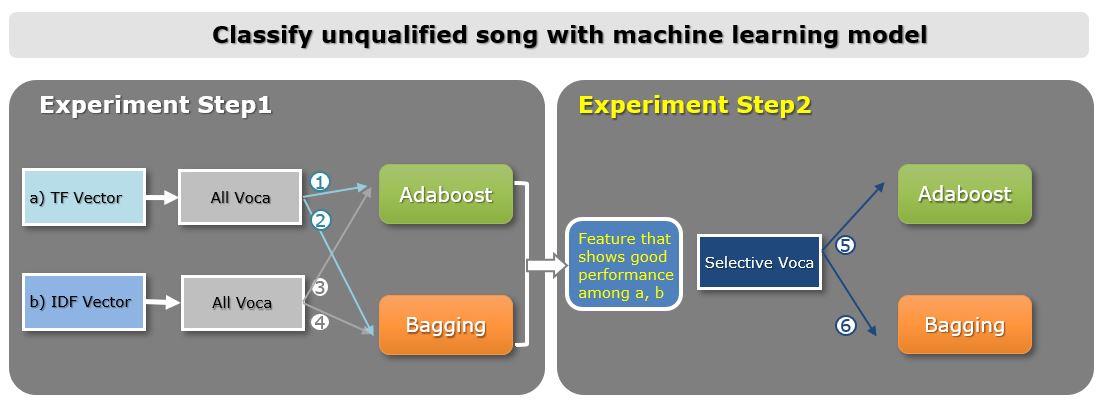 Classify unqualified song with machine learning model
Experiment Step1
a) TF Vector
All Voca
1
2
Adaboost
b) IDF Vector
All Voca
3
4
Bagging
Experiment Step2
Feature that
shows good
performance
among a, b
Selective Voca
5
6
Adaboost
Bagging